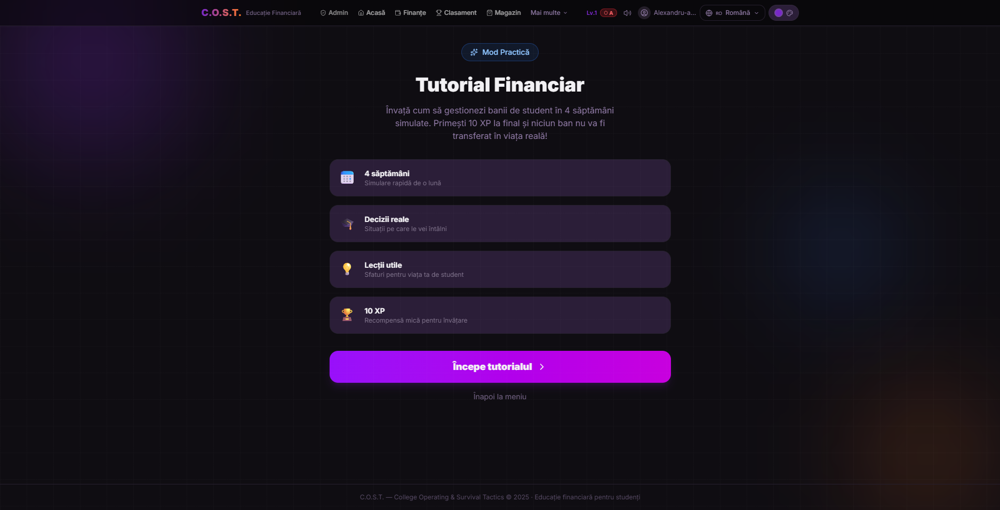 C.O.S.T. Educație Financiară Admin Acasă Finanțe Clasament Magazin Mai multe Lv.1 0 A Alexandru-a... RO Română
Mod Practică
Tutorial Financiar
Învață cum să gestionezi banii de student în 4 săptămâni
simulate. Primești 10 XP la final și niciun ban nu va fi
transferat în viața reală!
4 săptămâni
Simulare rapidă de o lună
Decizii reale
Situații pe care le vei întâlni
Lecții utile
Sfaturi pentru viața ta de student
10 XP
Recompensă mică pentru învățare
Începe tutorialul
Înapoi la meniu
C.O.S.T. — College Operating & Survival Tactics © 2025 · Educație financiară pentru studenți